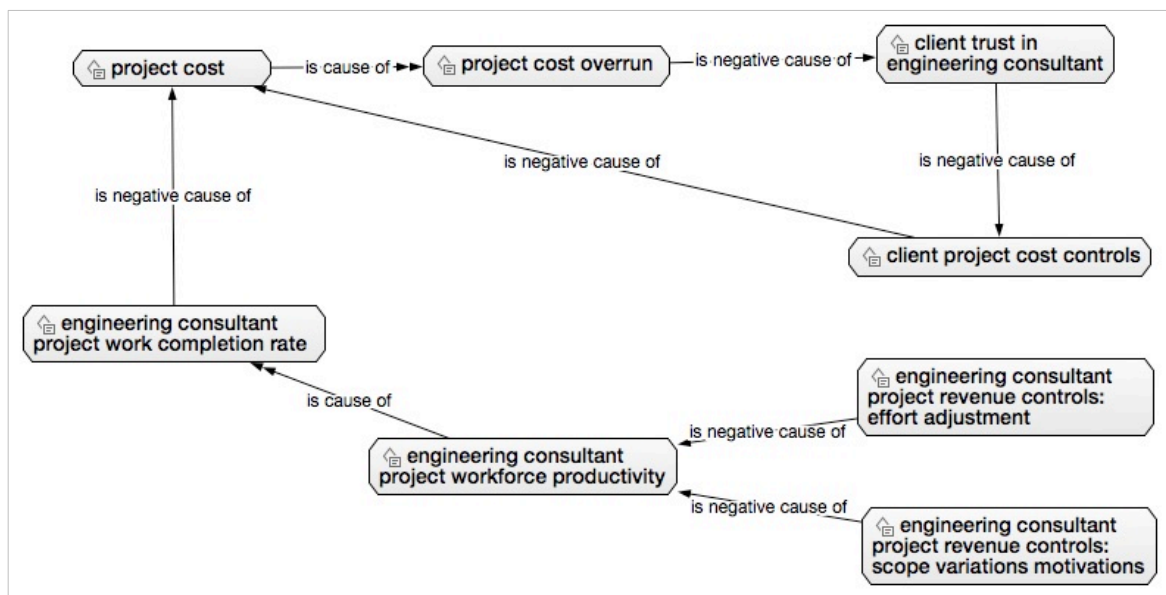 project cost
is cause of
project cost overrun
is negative cause of
client trust in
engineering consultant
is negative cause of
is negative cause of
is negative cause of
client project cost controls
engineering consultant
project work completion rate
is cause of
engineering consultant
project revenue controls:
effort adjustment
is negative cause of
engineering consultant
project workforce productivity
is negative cause of
engineering consultant
project revenue controls:
scope variations motivations